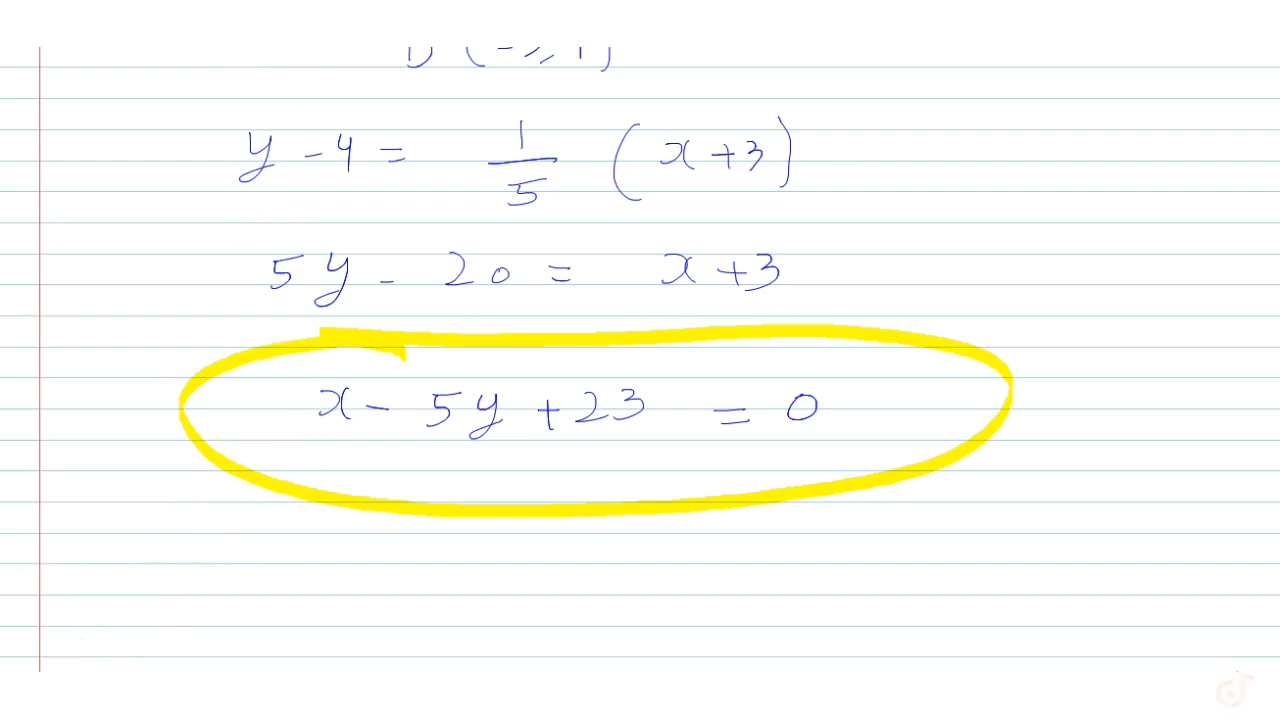 y - 4 = 1/5 (x + 3)
5y - 20 = x + 3
x - 5y + 23 = 0